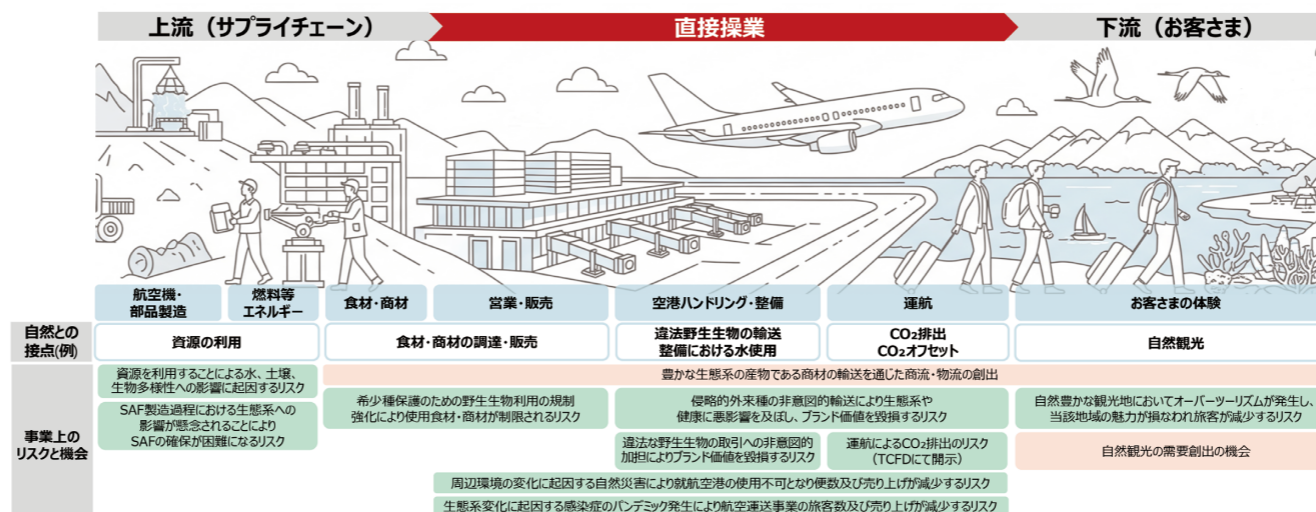 上流（サプライチェーン）
直接操業
下流（お客さま）
航空機・
部品製造
燃料等
エネルギー
食材・商材
営業・販売
空港ハンドリング・整備
運航
お客さまの体験
自然との
接点(例)
資源の利用
食材・商材の調達・販売
違法野生生物の輸送
整備における水使用
CO₂排出
CO₂オフセット
自然観光
事業上の
リスクと機会
資源を利用することによる水、土壌、
生物多様性への影響に起因するリスク
豊かな生態系の産物である商材の輸送を通じた商流・物流の創出
SAF製造過程における生態系への
影響が懸念されることにより
SAFの確保が困難になるリスク
希少種保護のための野生生物利用の規制
強化により使用食材・商材が制限されるリスク
侵略的外来種の非意図的輸送により生態系や
健康に悪影響を及ぼし、ブランド価値を毀損するリスク
自然豊かな観光地においてオーバーツーリズムが発生し、
当該地域の魅力が損なわれ旅客が減少するリスク
違法な野生生物の取引への非意図的
加担によりブランド価値を毀損するリスク
運航によるCO₂排出のリスク
(TCFDにて開示)
自然観光の需要創出の機会
周辺環境の変化に起因する自然災害により就航空港の使用不可となり便数及び売り上げが減少するリスク
生態系変化に起因する感染症のパンデミック発生により航空運送事業の旅客数及び売り上げが減少するリスク